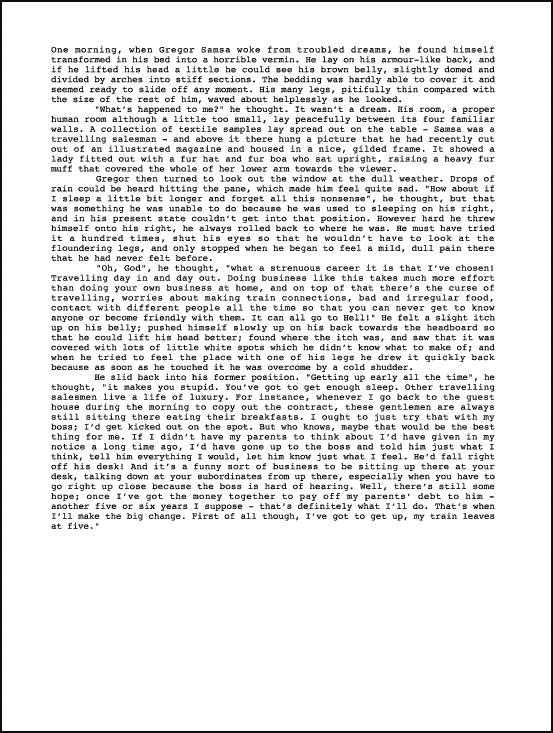 One morning, when Gregor Samsa woke from troubled dreams, he found himself
transformed in his bed into a horrible vermin. He lay on his armour-like back, and
if he lifted his head a little he could see his brown belly, slightly domed and
divided by arches into stiff sections. The bedding was hardly able to cover it and
seemed ready to slide off any moment. His many legs, pitifully thin compared with
the size of the rest of him, waved about helplessly as he looked.
"What's happened to me?" he thought. It wasn't a dream. His room, a proper
human room although a little too small, lay peacefully between its four familiar
walls. A collection of textile samples lay spread out on the table - Samsa was a
travelling salesman - and above it there hung a picture that he had recently cut
out of an illustrated magazine and housed in a nice, gilded frame. It showed a
lady fitted out with a fur hat and fur boa who sat upright, raising a heavy fur
muff that covered the whole of her lower arm towards the viewer.
Gregor then turned to look out the window at the dull weather. Drops of
rain could be heard hitting the pane, which made him feel quite sad. "How about if
I sleep a little bit longer and forget all this nonsense", he thought, but that
was something he was unable to do because he was used to sleeping on his right,
and in his present state couldn't get into that position. However hard he threw
himself onto his right, he always rolled back to where he was. He must have tried
it a hundred times, shut his eyes so that he wouldn't have to look at the
floundering legs, and only stopped when he began to feel a mild, dull pain there
that he had never felt before.
"Oh, God", he thought, "what a strenuous career it is that I've chosen!
Travelling day in and day out. Doing business like this takes much more effort
than doing your own business at home, and on top of that there's the curse of
travelling, worries about making train connections, bad and irregular food,
contact with different people all the time so that you can never get to know
anyone or become friendly with them. It can all go to Hell!" He felt a slight itch
up on his belly; pushed himself slowly up on his back towards the headboard so
that he could lift his head better; found where the itch was, and saw that it was
covered with lots of little white spots which he didn't know what to make of; and
when he tried to feel the place with one of his legs he drew it quickly back
because as soon as he touched it he was overcome by a cold shudder.
He slid back into his former position. "Getting up early all the time", he
thought, "it makes you stupid. You've got to get enough sleep. Other travelling
salesmen live a life of luxury. For instance, whenever I go back to the guest
house during the morning to copy out the contract, these gentlemen are always
still sitting there eating their breakfasts. I ought to just try that with my
boss; I'd get kicked out on the spot. But who knows, maybe that would be the best
thing for me. If I didn't have my parents to think about I'd have given in my
notice a long time ago, I'd have gone up to the boss and told him just what I
think, tell him everything I would, let him know just what I feel. He'd fall right
off his desk! And it's a funny sort of business to be sitting up there at your
desk, talking down at your subordinates from up there, especially when you have to
go right up close because the boss is hard of hearing. Well, there's still some
hope; once I've got the money together to pay off my parents' debt to him -
another five or six years I suppose - that's definitely what I'll do. That's when
I'll make the big change. First of all though, I've got to get up, my train leaves
at five."